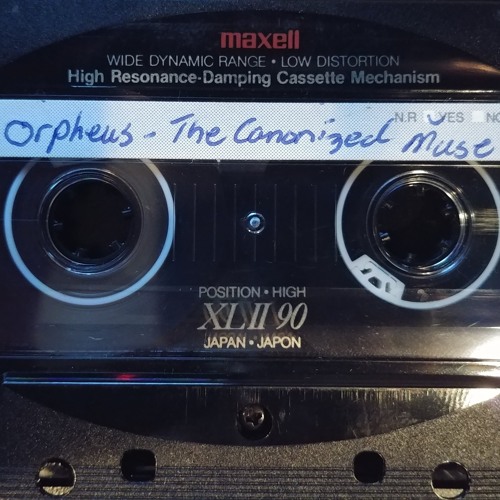 maxell
WIDE DYNAMIC RANGE • LOW DISTORTION
High Resonance-Damping Cassette Mechanism
N.R YES NO
Orpheus - The Canonized Muse
POSITION • HIGH
XLII 90
JAPAN • JAPON